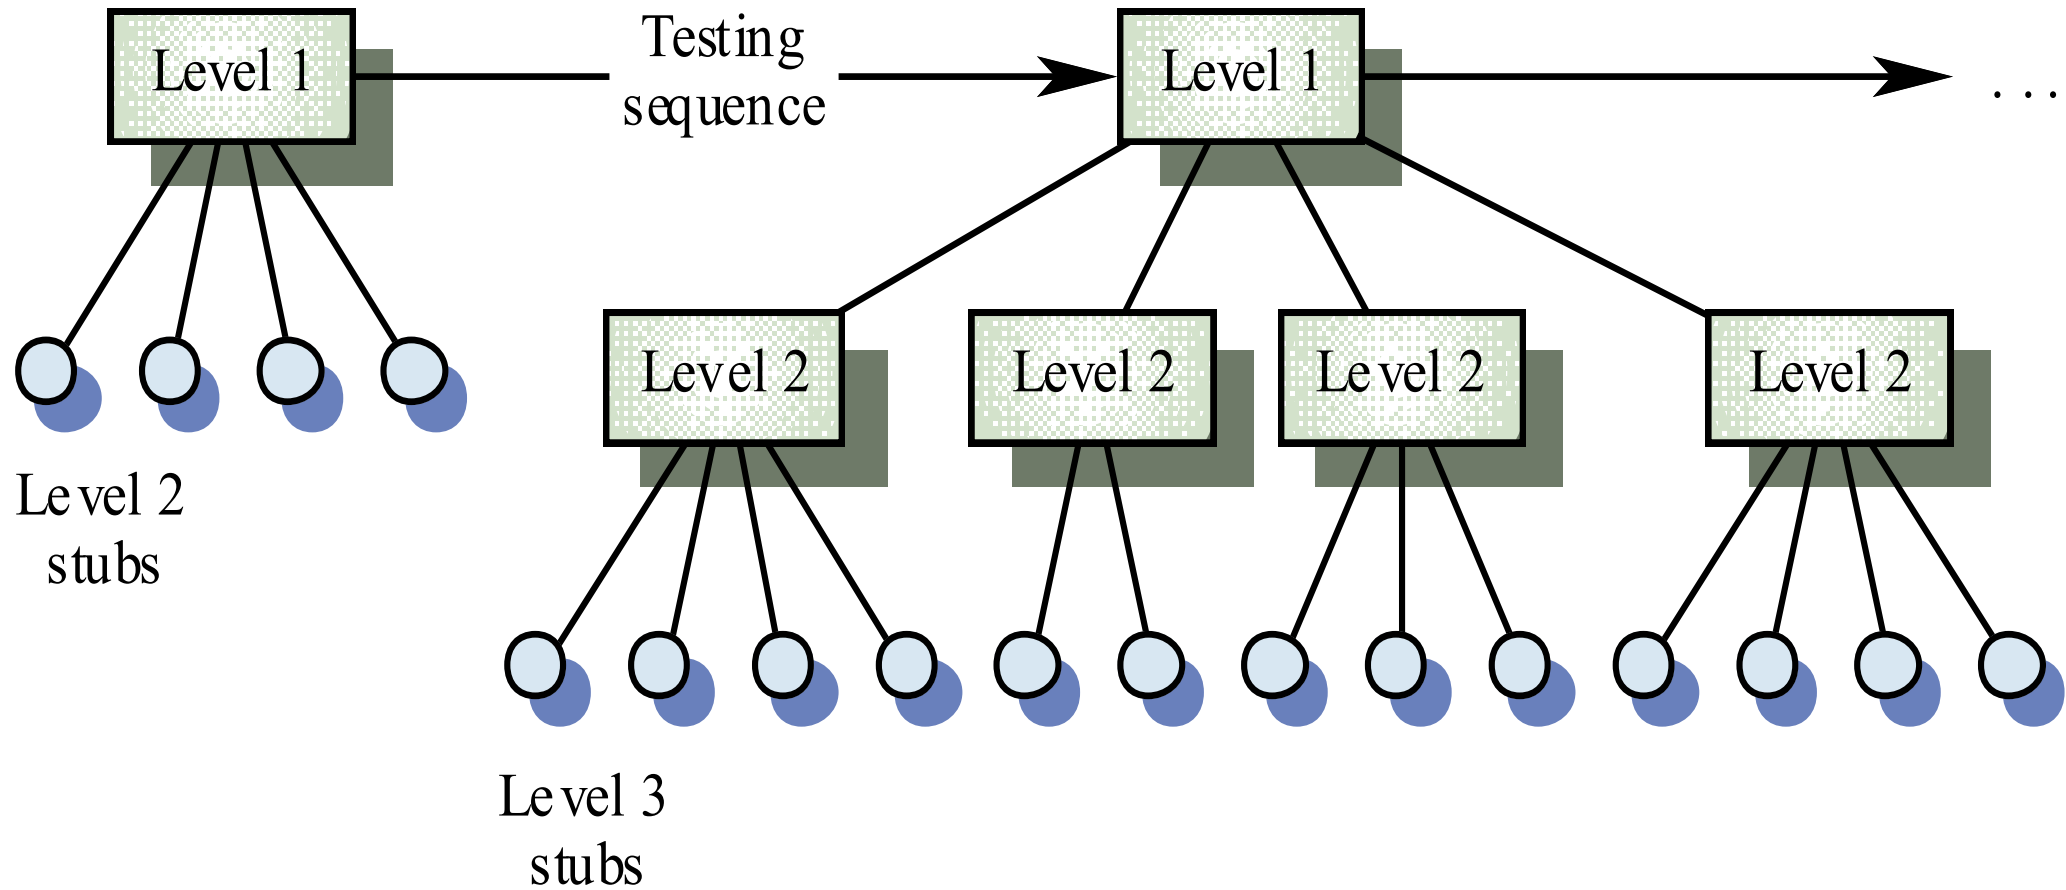 Level 1
Testing
sequence
Level 1
. . .
Level 2
Level 2
Level 2
Level 2
Level 2
stubs
Level 3
stubs